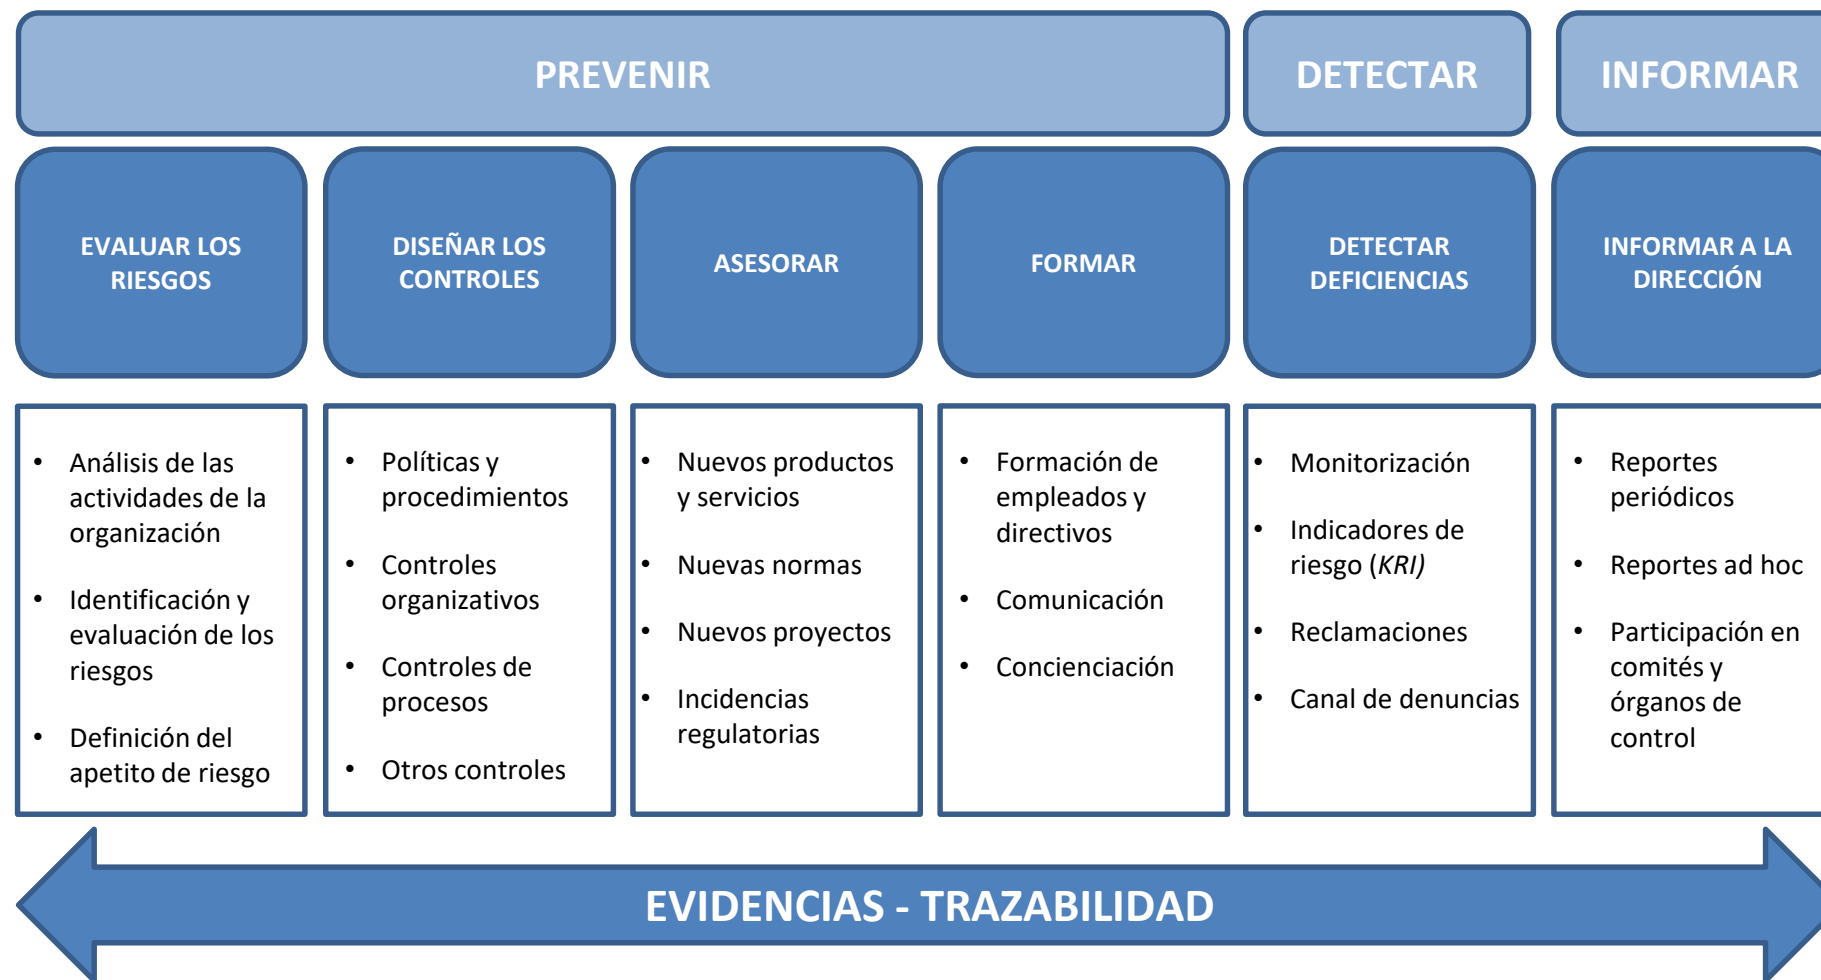 PREVENIR
DETECTAR
INFORMAR
EVALUAR LOS
RIESGOS
DISEÑAR LOS
CONTROLES
ASESORAR
FORMAR
DETECTAR
DEFICIENCIAS
INFORMAR A LA
DIRECCIÓN
• Análisis de las
actividades de la
organización
• Identificación y
evaluación de los
riesgos
• Definición del
apetito de riesgo
• Políticas y
procedimientos
• Controles
organizativos
• Controles de
procesos
• Otros controles
• Nuevos productos
y servicios
• Nuevas normas
• Nuevos proyectos
• Incidencias
regulatorias
• Formación de
empleados y
directivos
• Comunicación
• Concienciación
• Monitorización
• Indicadores de
riesgo (KRI)
• Reclamaciones
• Canal de denuncias
• Reportes
periódicos
• Reportes ad hoc
• Participación en
comités y
órganos de
control
EVIDENCIAS - TRAZABILIDAD